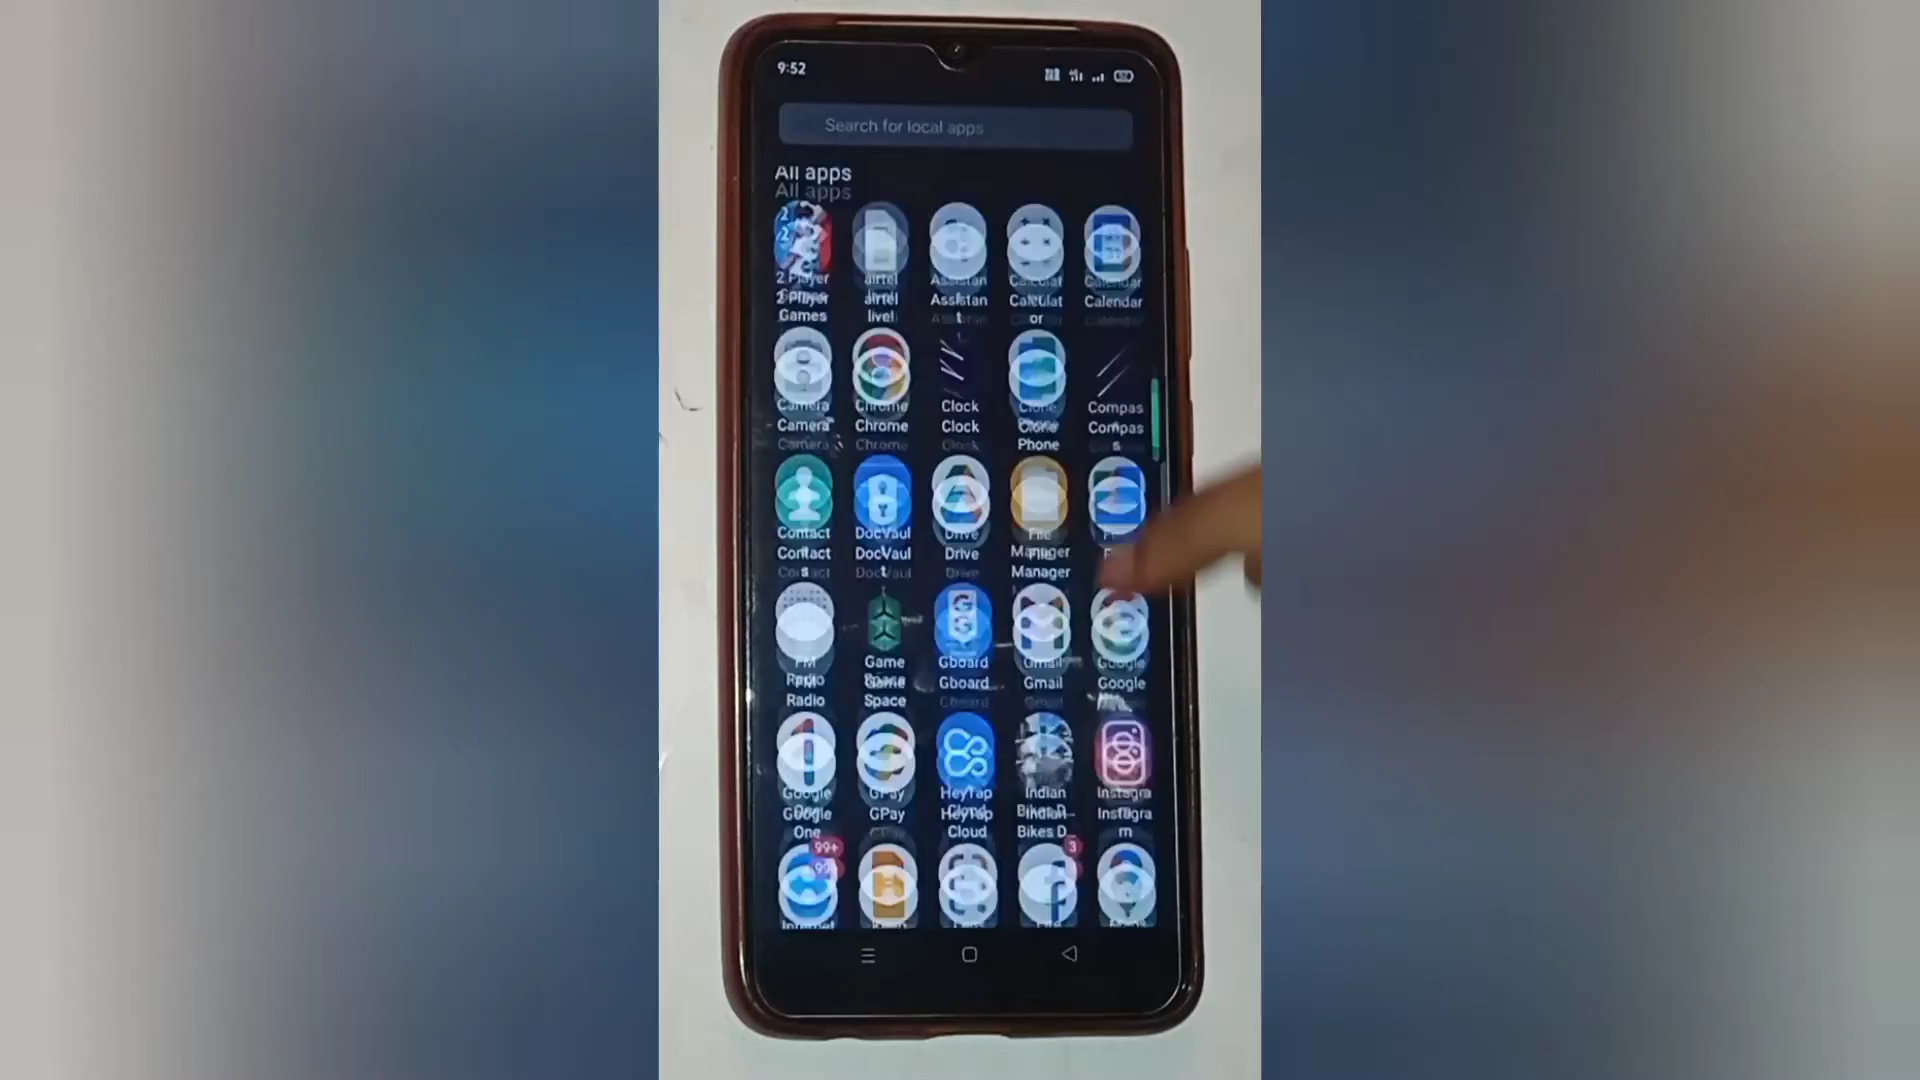 9:52
Search for local apps
All apps
2 Player
Games
airtel
live!
Assistan
t
Calculat
or
Calendar
Camera
Chrome
Clock
Clone
Phone
Compas
s
Contact
s
DocVaul
t
Drive
File
Manager
FM
Radio
Game
Space
Gboard
Gmail
Google
Google
One
GPay
HeyTap
Cloud
Indian
Bikes D...
Instagra
m
99+
3